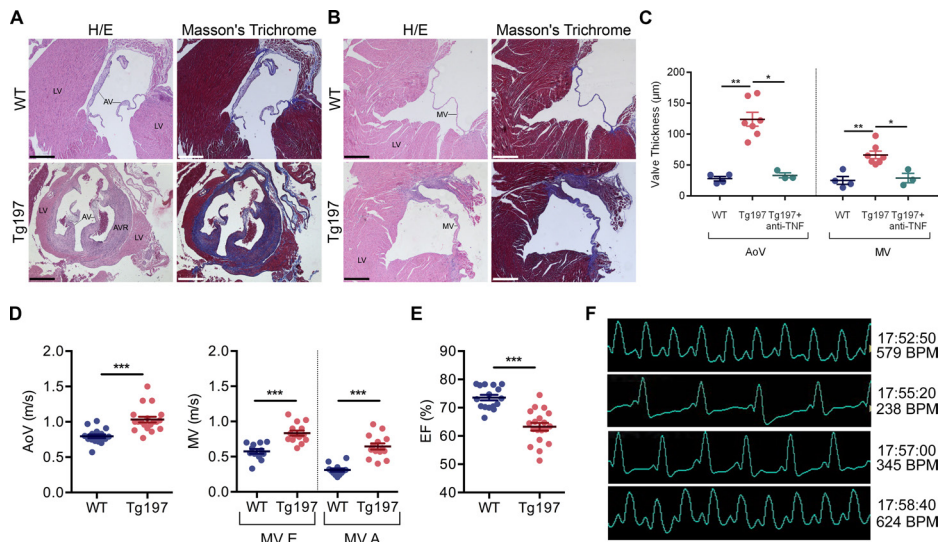 A
H/E
Masson's Trichrome
WT
LV
AV
LV
Tg197
LV
AV
AVR
LV
B
H/E
Masson's Trichrome
WT
MV
LV
Tg197
MV
LV
C
Valve Thickness (μm)
200
150
100
50
0
** *
** *
WT Tg197 Tg197+ anti-TNF
WT Tg197 Tg197+ anti-TNF
AoV MV
D
AoV (m/s)
2.0
1.5
1.0
0.5
0.0
***
WT Tg197
MV (m/s)
2.0
1.5
1.0
0.5
0.0
*** ***
WT Tg197 WT Tg197
MV E MV A
E
EF (%)
90
80
70
60
50
40
***
WT Tg197
F
17:52:50
579 BPM
17:55:20
238 BPM
17:57:00
345 BPM
17:58:40
624 BPM